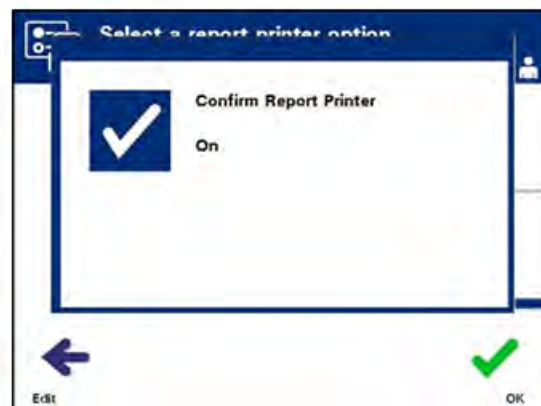 Select a report printer option
Confirm Report Printer
On
Edit
OK